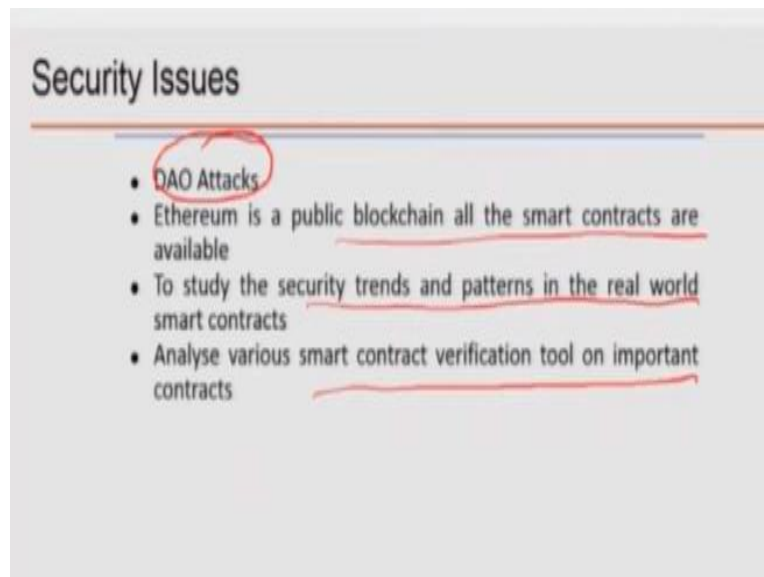 Security Issues
• DAO Attacks
• Ethereum is a public blockchain all the smart contracts are
available
• To study the security trends and patterns in the real world
smart contracts
• Analyse various smart contract verification tool on important
contracts